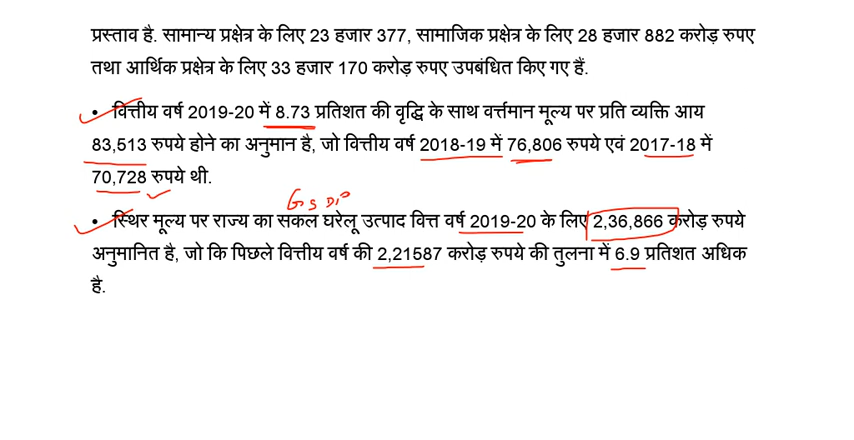 प्रस्ताव है. सामान्य प्रक्षेत्र के लिए 23 हजार 377, सामाजिक प्रक्षेत्र के लिए 28 हजार 882 करोड़ रुपए
तथा आर्थिक प्रक्षेत्र के लिए 33 हजार 170 करोड़ रुपए उपबंधित किए गए हैं.
• वित्तीय वर्ष 2019-20 में 8.73 प्रतिशत की वृद्धि के साथ वर्त्तमान मूल्य पर प्रति व्यक्ति आय
83,513 रुपये होने का अनुमान है, जो वित्तीय वर्ष 2018-19 में 76,806 रुपये एवं 2017-18 में
70,728 रुपये थी.
GSDP
• स्थिर मूल्य पर राज्य का सकल घरेलू उत्पाद वित्त वर्ष 2019-20 के लिए 2,36,866 करोड़ रुपये
अनुमानित है, जो कि पिछले वित्तीय वर्ष की 2,21587 करोड़ रुपये की तुलना में 6.9 प्रतिशत अधिक
है.